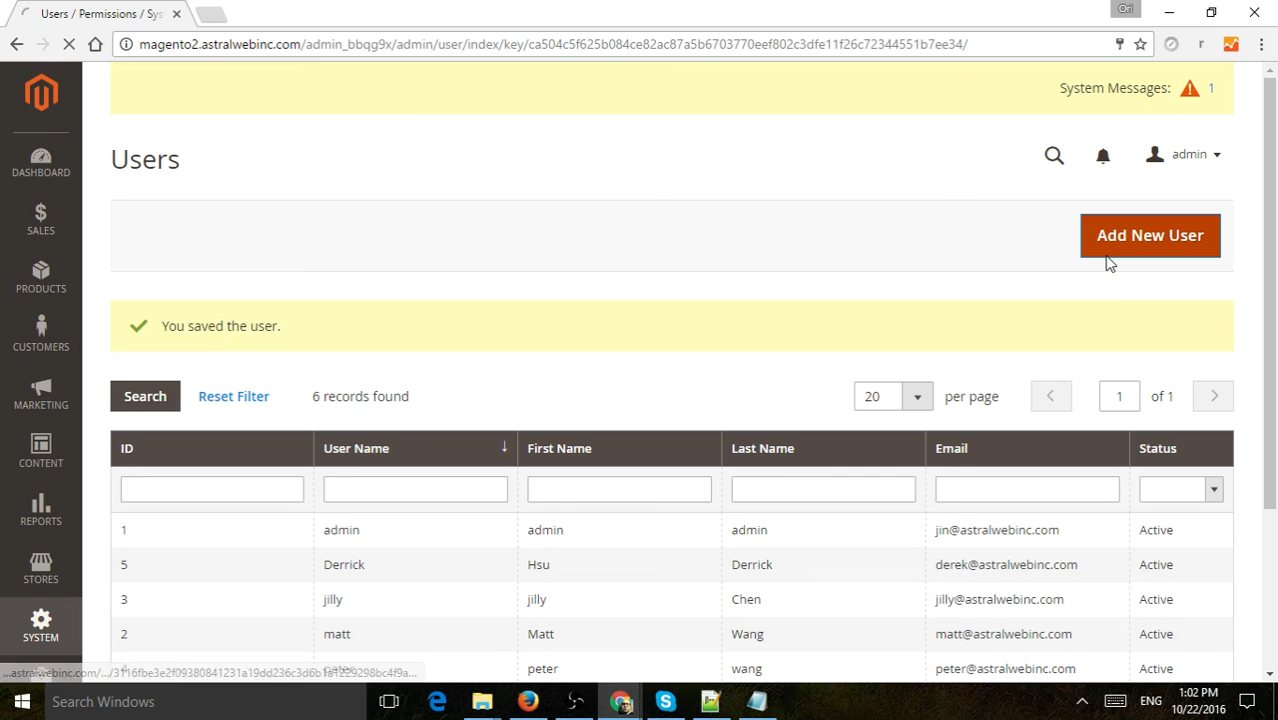 Users / Permissions / Sys
Ori
magento2.astralwebinc.com/admin_bbqg9x/admin/user/index/key/ca504c5f625b084ce82ac87a5b6703770eef802c3dfe11f26c72344551b7ee34/
System Messages: 1
Users
admin
DASHBOARD
SALES
PRODUCTS
CUSTOMERS
MARKETING
CONTENT
REPORTS
STORES
SYSTEM
Add New User
You saved the user.
Search Reset Filter 6 records found 20 per page 1 of 1
ID User Name First Name Last Name Email Status
1 admin admin admin jin@astralwebinc.com Active
5 Derrick Hsu Derrick derek@astralwebinc.com Active
3 jilly jilly Chen jilly@astralwebinc.com Active
2 matt Matt Wang matt@astralwebinc.com Active
4 peter wang peter@astralwebinc.com Active
Search Windows
ENG
1:02 PM
10/22/2016